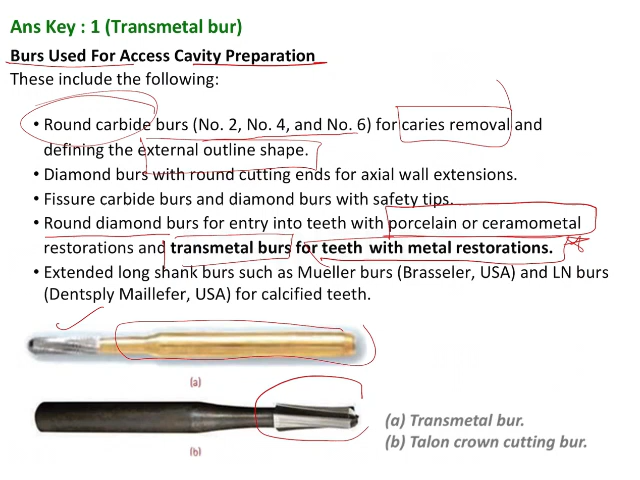 Ans Key : 1 (Transmetal bur)
Burs Used For Access Cavity Preparation
These include the following:
• Round carbide burs (No. 2, No. 4, and No. 6) for caries removal and
defining the external outline shape.
• Diamond burs with round cutting ends for axial wall extensions.
• Fissure carbide burs and diamond burs with safety tips.
• Round diamond burs for entry into teeth with porcelain or ceramometal
restorations and transmetal burs for teeth with metal restorations.
• Extended long shank burs such as Mueller burs (Brasseler, USA) and LN burs
(Dentsply Maillefer, USA) for calcified teeth.
(a)
(a) Transmetal bur.
(b) Talon crown cutting bur.
(b)